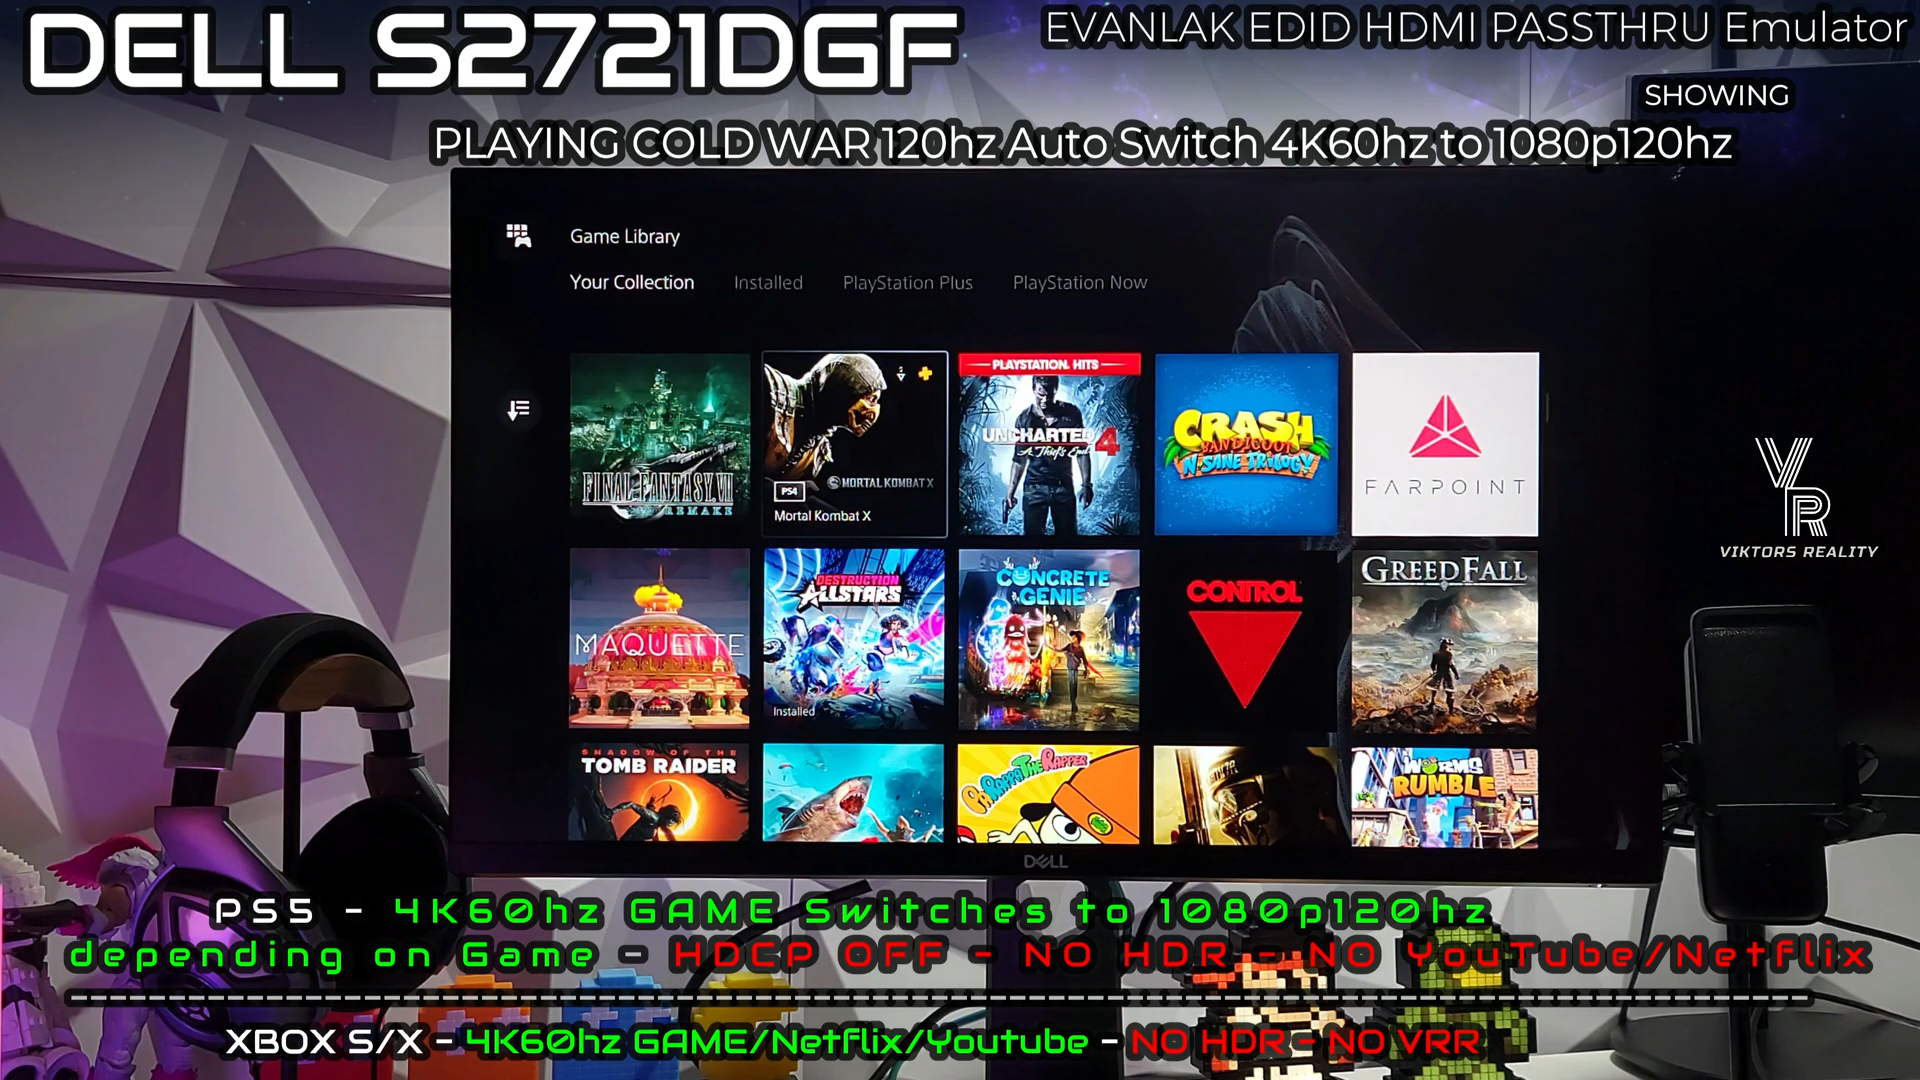 DELL S2721DGF
EVANLAK EDID HDMI PASSTHRU Emulator
SHOWING
PLAYING COLD WAR 120hz Auto Switch 4K60hz to 1080p120hz
Game Library
Your Collection Installed PlayStation Plus PlayStation Now
FINAL FANTASY VII
REMAKE
PS4
MORTAL KOMBAT X
Mortal Kombat X
PLAYSTATION HITS
UNCHARTED 4
A Thief's End
CRASH
BANDICOOT
N. SANE TRILOGY
FARPOINT
MAQUETTE
DESTRUCTION
ALLSTARS
Installed
CONCRETE
GENIE
CONTROL
GREEDFALL
SHADOW OF THE
TOMB RAIDER
PARAPPA THE RAPPER
WORMS
RUMBLE
DELL
VR
VIKTORS REALITY
PS5 - 4K60hz GAME Switches to 1080p120hz
depending on Game - HDCP OFF - NO HDR - NO YouTube/Netflix
XBOX S/X - 4K60hz GAME/Netflix/Youtube - NO HDR - NO VRR